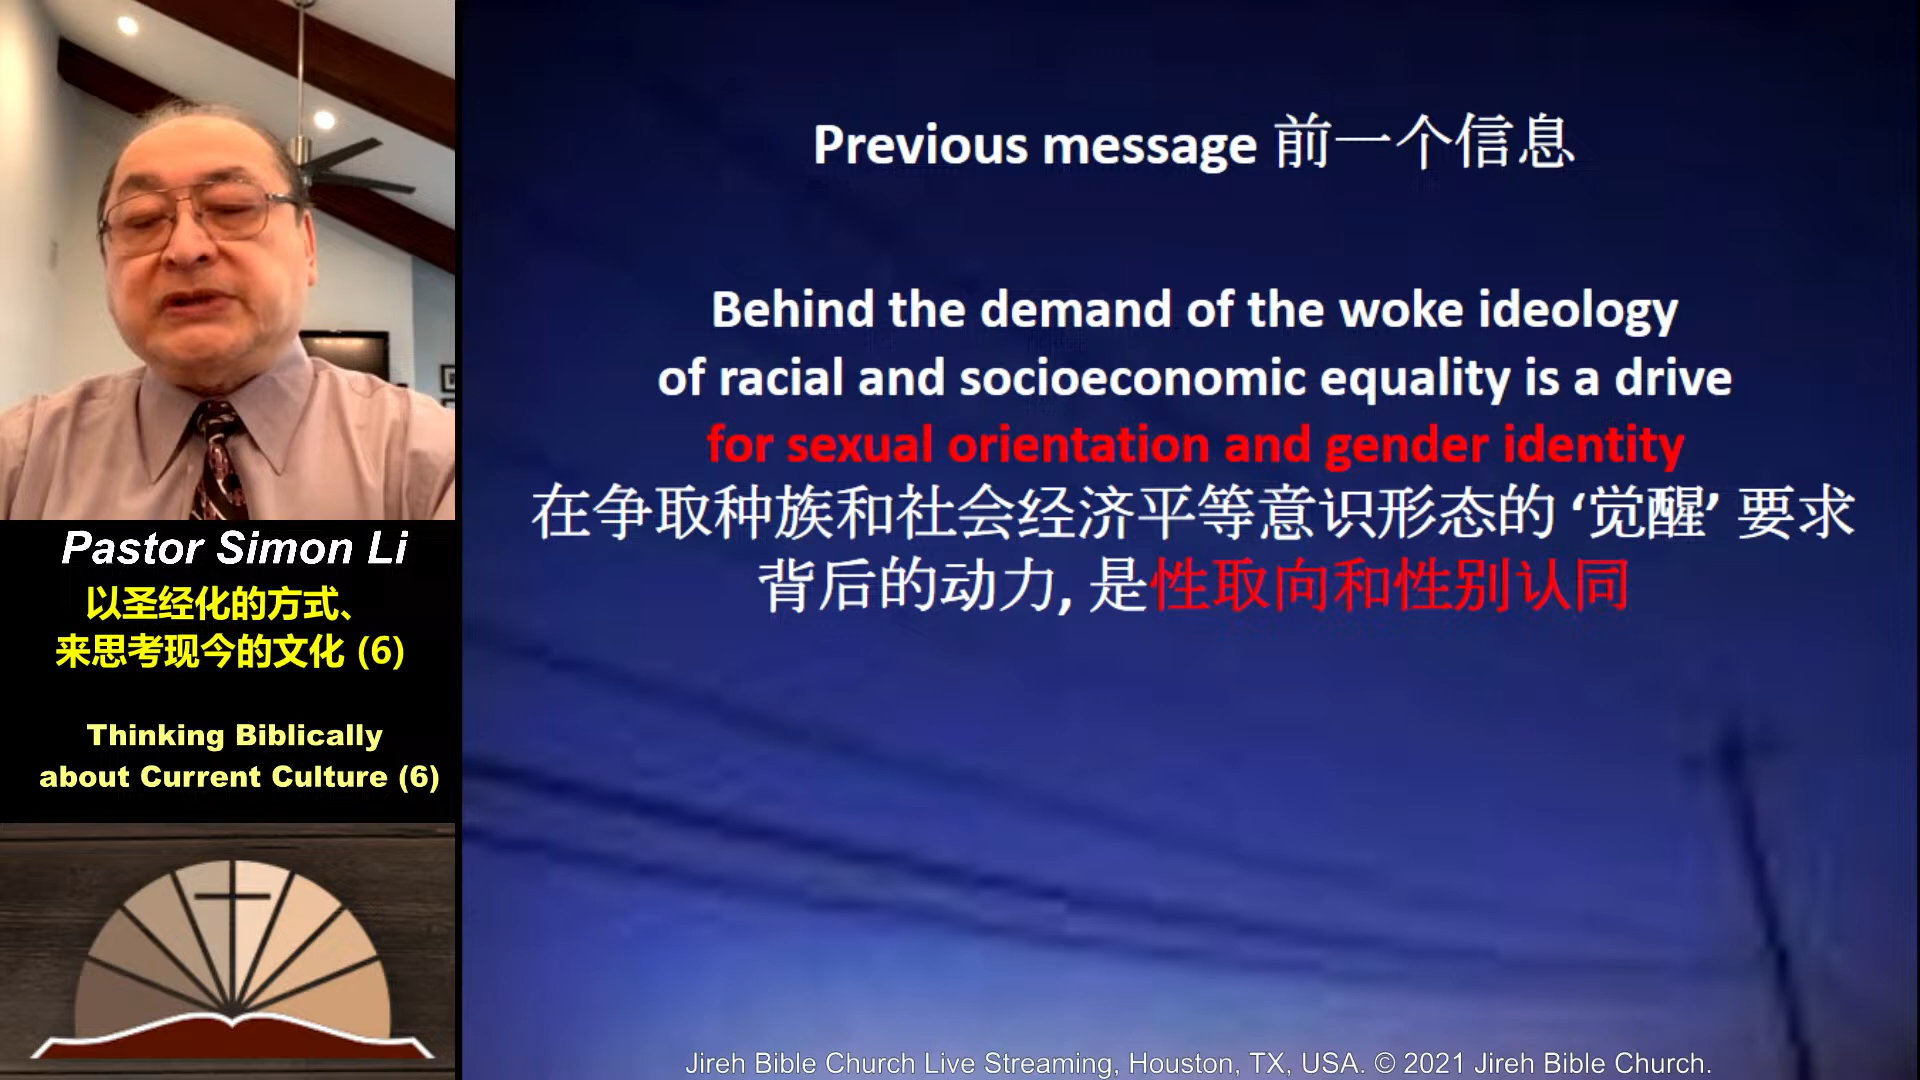 Pastor Simon Li
以圣经化的方式、
来思考现今的文化 (6)
Thinking Biblically
about Current Culture (6)
Previous message 前一个信息
Behind the demand of the woke ideology
of racial and socioeconomic equality is a drive
for sexual orientation and gender identity
在争取种族和社会经济平等意识形态的 ‘觉醒’ 要求
背后的动力, 是性取向和性别认同
Jireh Bible Church Live Streaming, Houston, TX, USA. © 2021 Jireh Bible Church.